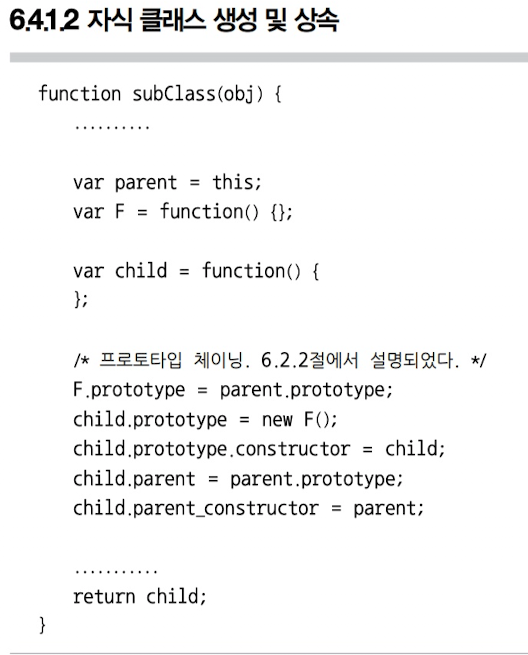 6.4.1.2 자식 클래스 생성 및 상속
function subClass(obj) {
..........
var parent = this;
var F = function() {};
var child = function() {
};
/* 프로토타입 체이닝. 6.2.2절에서 설명되었다. */
F.prototype = parent.prototype;
child.prototype = new F();
child.prototype.constructor = child;
child.parent = parent.prototype;
child.parent_constructor = parent;
...........
return child;
}